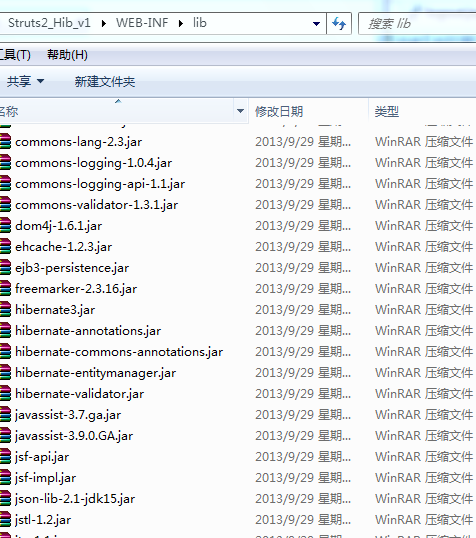 Struts2_Hib_v1 WEB-INF lib 搜索 lib
工具(T) 帮助(H)
共享 新建文件夹
名称 修改日期 类型
commons-lang-2.3.jar 2013/9/29 星期... WinRAR 压缩文件
commons-logging-1.0.4.jar 2013/9/29 星期... WinRAR 压缩文件
commons-logging-api-1.1.jar 2013/9/29 星期... WinRAR 压缩文件
commons-validator-1.3.1.jar 2013/9/29 星期... WinRAR 压缩文件
dom4j-1.6.1.jar 2013/9/29 星期... WinRAR 压缩文件
ehcache-1.2.3.jar 2013/9/29 星期... WinRAR 压缩文件
ejb3-persistence.jar 2013/9/29 星期... WinRAR 压缩文件
freemarker-2.3.16.jar 2013/9/29 星期... WinRAR 压缩文件
hibernate3.jar 2013/9/29 星期... WinRAR 压缩文件
hibernate-annotations.jar 2013/9/29 星期... WinRAR 压缩文件
hibernate-commons-annotations.jar 2013/9/29 星期... WinRAR 压缩文件
hibernate-entitymanager.jar 2013/9/29 星期... WinRAR 压缩文件
hibernate-validator.jar 2013/9/29 星期... WinRAR 压缩文件
javassist-3.7.ga.jar 2013/9/29 星期... WinRAR 压缩文件
javassist-3.9.0.GA.jar 2013/9/29 星期... WinRAR 压缩文件
jsf-api.jar 2013/9/29 星期... WinRAR 压缩文件
jsf-impl.jar 2013/9/29 星期... WinRAR 压缩文件
json-lib-2.1-jdk15.jar 2013/9/29 星期... WinRAR 压缩文件
jstl-1.2.jar 2013/9/29 星期... WinRAR 压缩文件